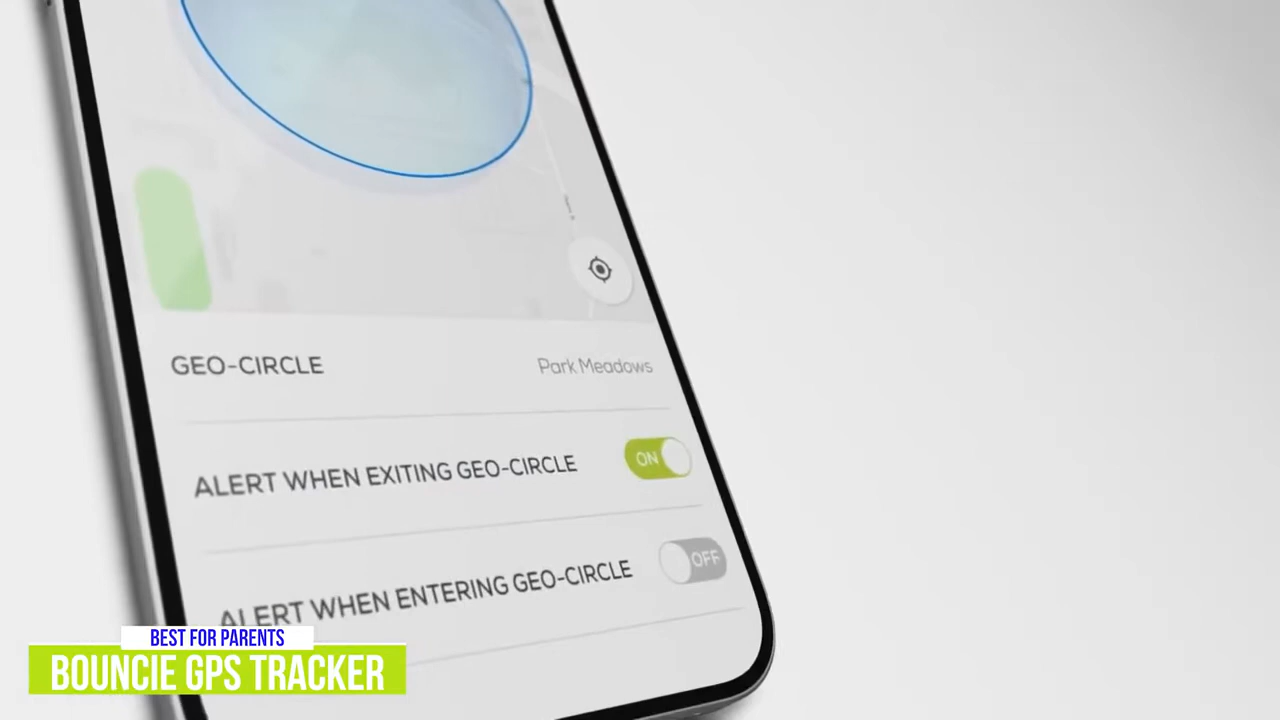 GEO-CIRCLE Park Meadows
ALERT WHEN EXITING GEO-CIRCLE ON
ALERT WHEN ENTERING GEO-CIRCLE OFF
BEST FOR PARENTS
BOUNCIE GPS TRACKER